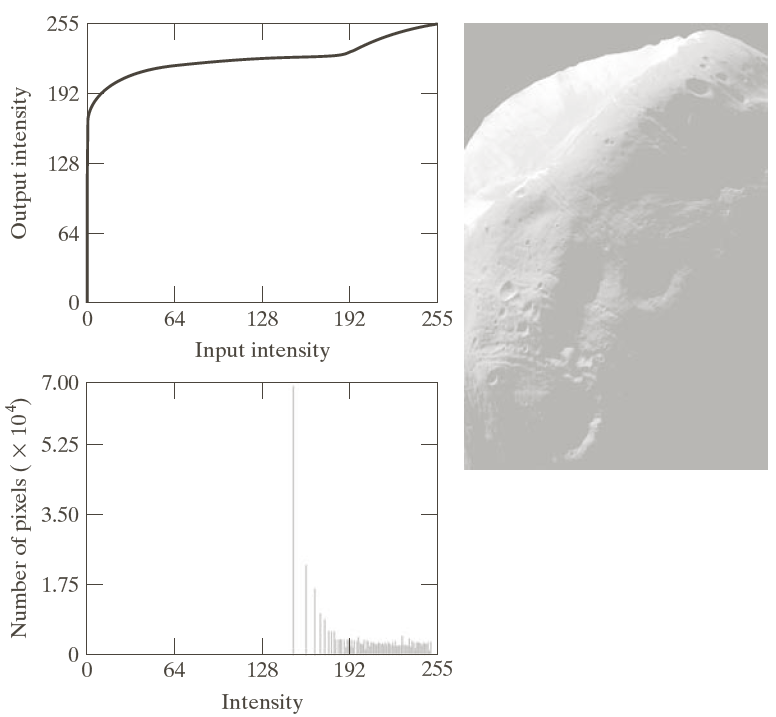 255
192
128
64
0
Output intensity
0 64 128 192 255
Input intensity
7.00
5.25
3.50
1.75
0
Number of pixels ( × 10⁴)
0 64 128 192 255
Intensity